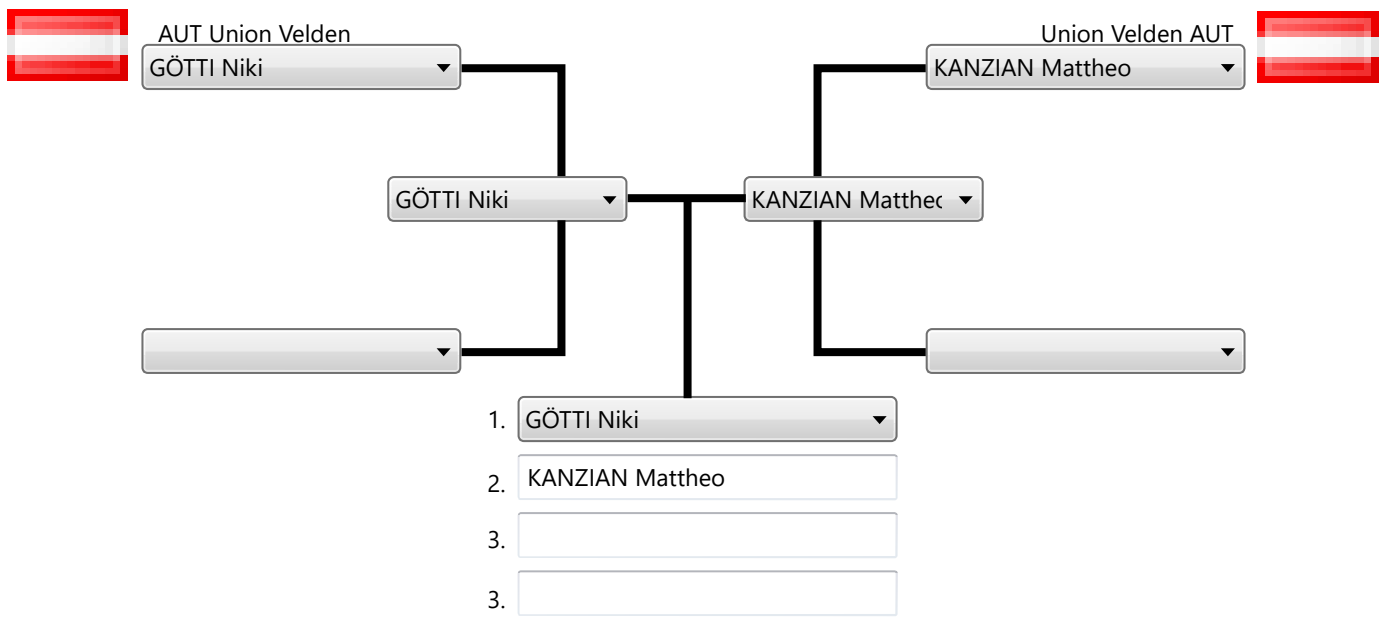 AUT Union Velden
Union Velden AUT
GÖTTI Niki
KANZIAN Mattheo
GÖTTI Niki
KANZIAN Matthec
1. GÖTTI Niki
2. KANZIAN Mattheo
3.
3.